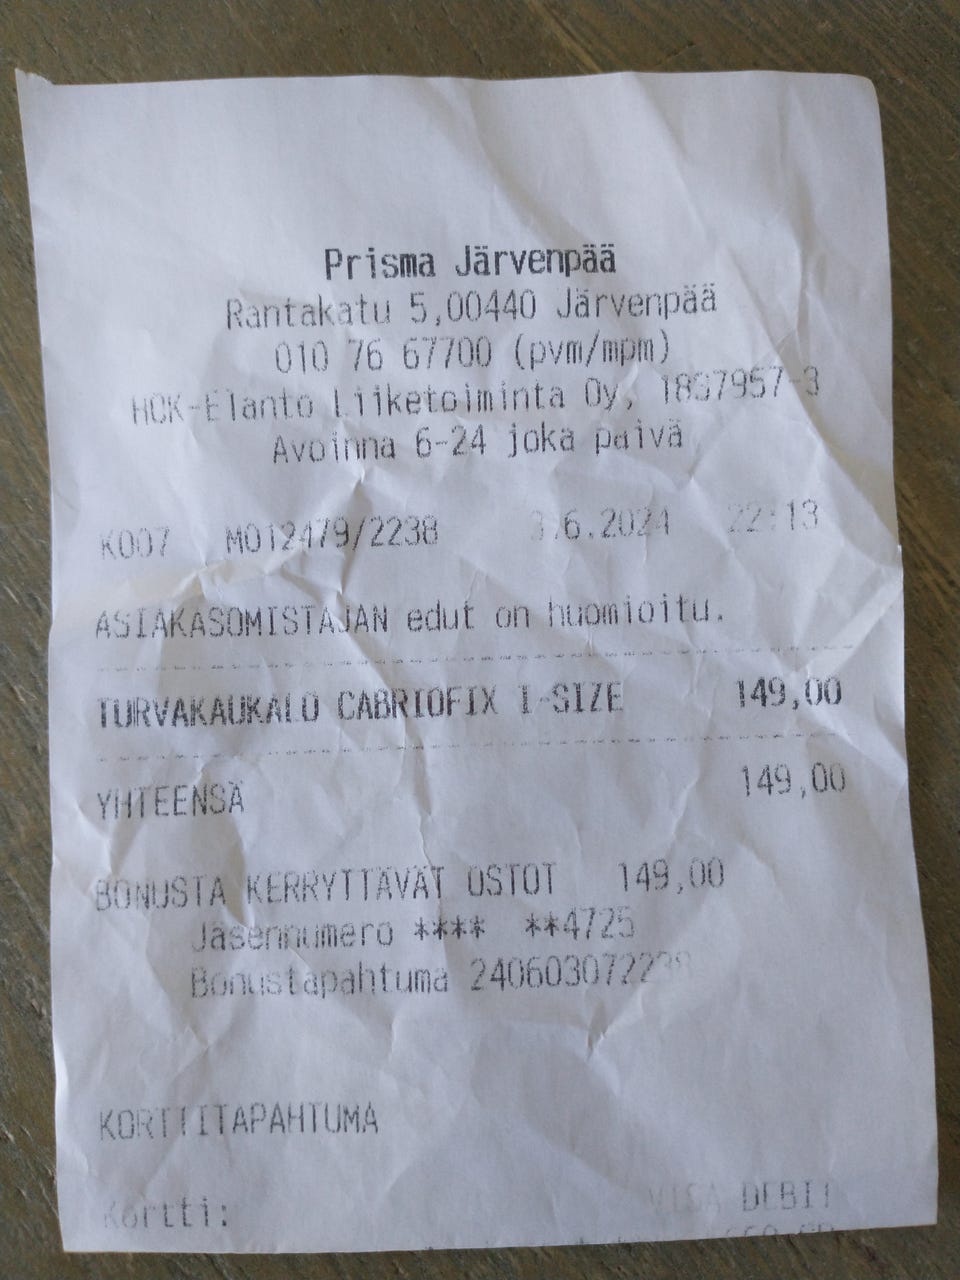 Prisma Järvenpää
Rantakatu 5,00440 Järvenpää
010 76 67700 (pvm/mpm)
HOK-Elanto Liiketoiminta Oy, 1837957-3
Avoinna 6-24 joka päivä
K007 M012479/2238 3.6.2024 22:13
ASIAKASOMISTAJAN edut on huomioitu.
TURVAKAUKALO CABRIOFIX I-SIZE 149,00
YHTEENSÄ 149,00
BONUSTA KERRYTTÄVÄT OSTOT 149,00
Jäsennumero **** **4725
Bonustapahtuma 240603072238
KORTTITAPAHTUMA
Kortti: VISA DEBIT